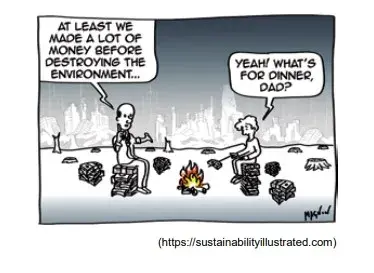 AT LEAST WE
MADE A LOT OF
MONEY BEFORE
DESTROYING THE
ENVIRONMENT...
YEAH! WHAT'S
FOR DINNER,
DAD?
(https://sustainabilityillustrated.com)